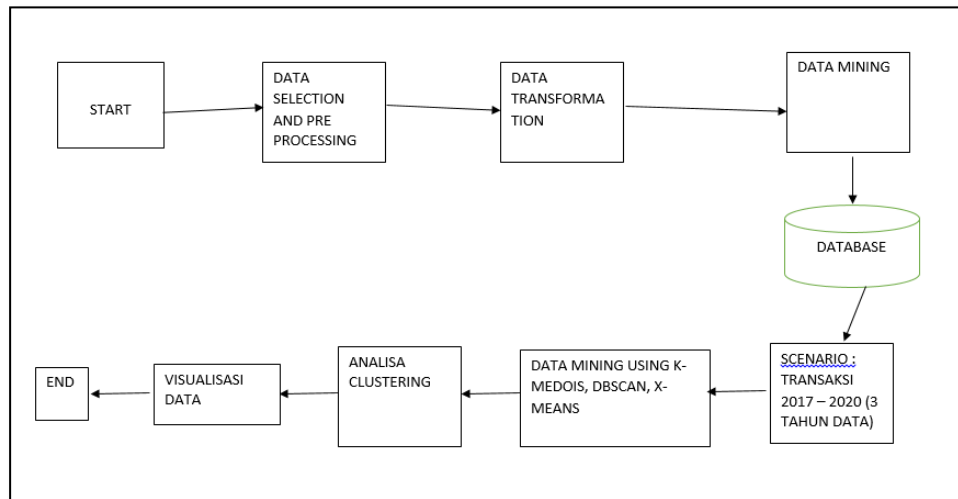 START
DATA
SELECTION
AND PRE
PROCESSING
DATA
TRANSFORMA
TION
DATA MINING
DATABASE
SCENARIO :
TRANSAKSI
2017 – 2020 (3
TAHUN DATA)
DATA MINING USING K-
MEDOIS, DBSCAN, X-
MEANS
ANALISA
CLUSTERING
VISUALISASI
DATA
END